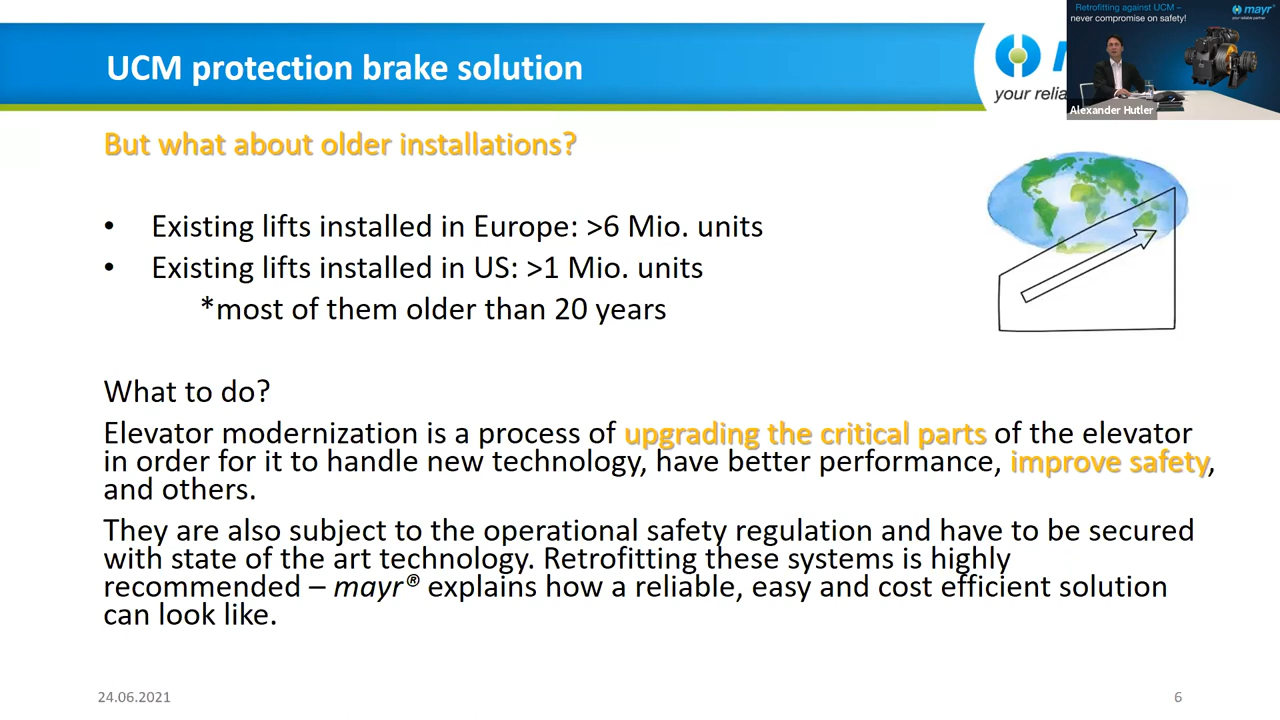 UCM protection brake solution
your relia
Retrofitting against UCM –
never compromise on safety!
mayr®
your reliable partner
Alexander Hutler
But what about older installations?
• Existing lifts installed in Europe: >6 Mio. units
• Existing lifts installed in US: >1 Mio. units
*most of them older than 20 years
What to do?
Elevator modernization is a process of upgrading the critical parts of the elevator
in order for it to handle new technology, have better performance, improve safety,
and others.
They are also subject to the operational safety regulation and have to be secured
with state of the art technology. Retrofitting these systems is highly
recommended – mayr® explains how a reliable, easy and cost efficient solution
can look like.
24.06.2021
6